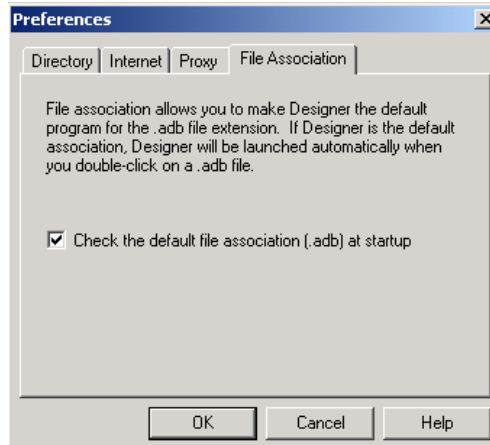 Preferences
Directory Internet Proxy File Association
File association allows you to make Designer the default
program for the .adb file extension. If Designer is the default
association, Designer will be launched automatically when
you double-click on a .adb file.
Check the default file association (.adb) at startup
OK Cancel Help